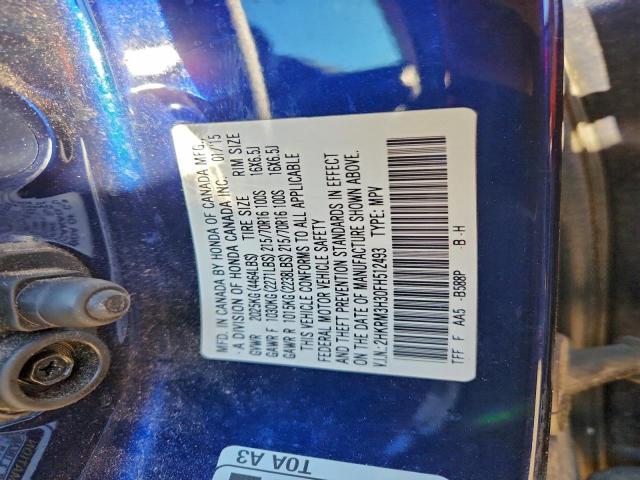 MFD. IN CANADA BY HONDA OF CANADA MFG.,
A DIVISION OF HONDA CANADA INC. 01/15
GVWR 2025KG(4464LBS) TIRE SIZE RIM SIZE
GAWR F 1030KG(2271LBS)215/70R16 100S 16X6.5J
GAWR R 1015KG(2238LBS)215/70R16 100S 16X6.5J
THIS VEHICLE CONFORMS TO ALL APPLICABLE
FEDERAL MOTOR VEHICLE SAFETY
AND THEFT PREVENTION STANDARDS IN EFFECT
ON THE DATE OF MANUFACTURE SHOWN ABOVE.
V.I.N.:2HKRM3H30FH512493 TYPE: MPV
TFF F AA5 -B588P -B-H
TOA A3